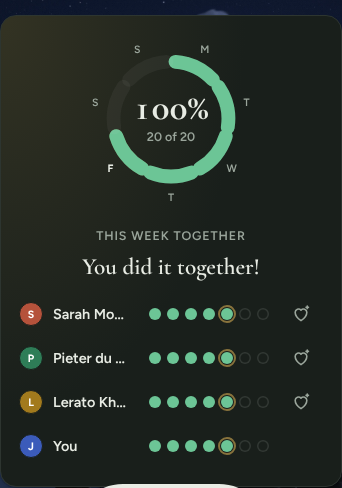 S M
S T
100%
20 of 20
F W
T
THIS WEEK TOGETHER
You did it together!
S Sarah Mo...
P Pieter du ...
L Lerato Kh...
J You